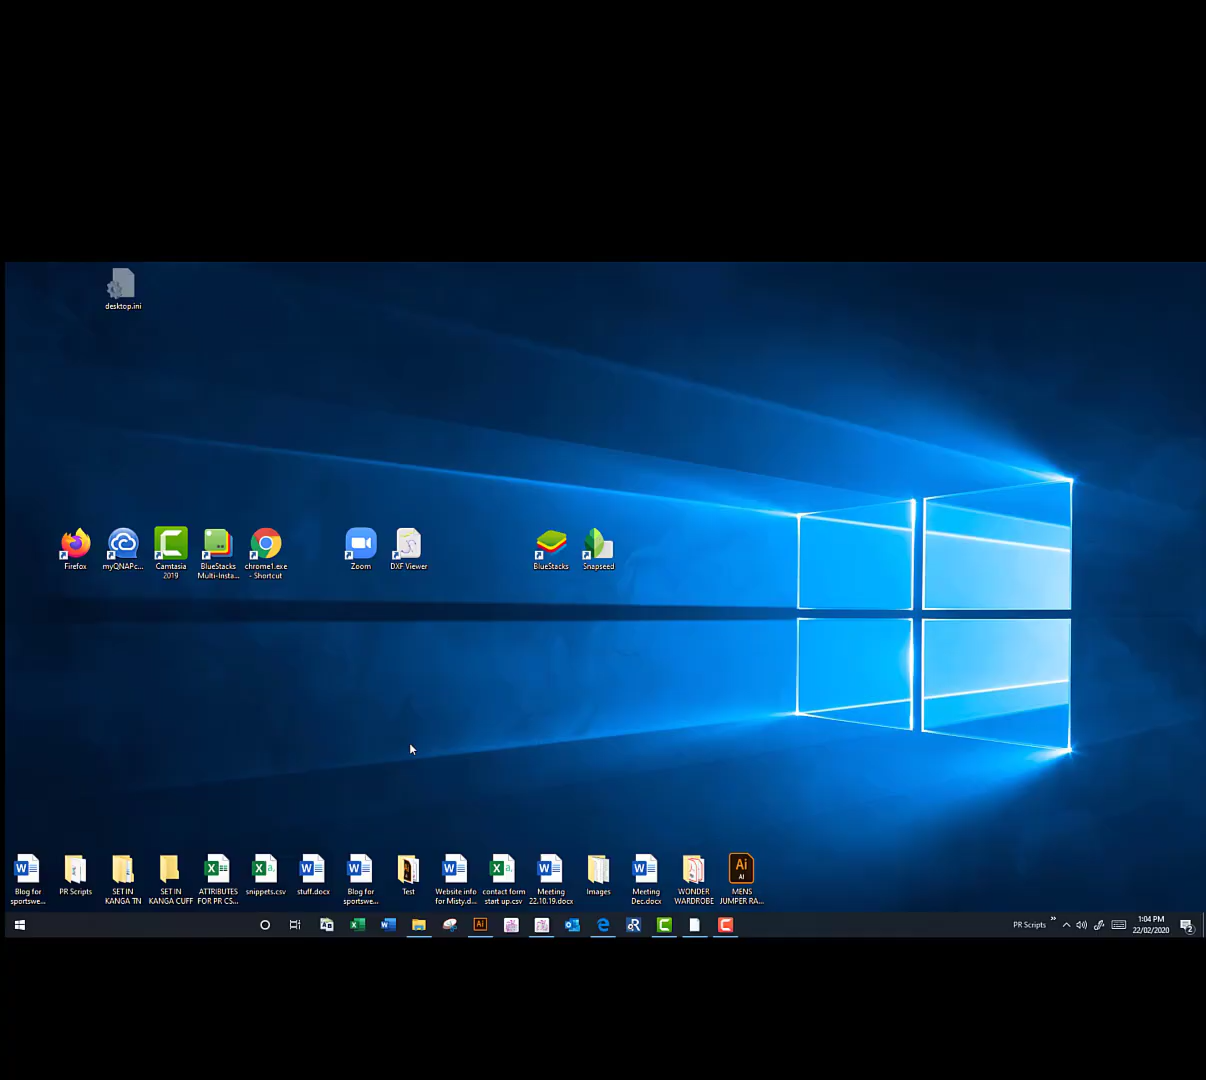 desktop.ini
Firefox
myQNAPc...
Camtasia
2019
BlueStacks
Multi-Insta...
chrome1.exe
- Shortcut
Zoom
DXF Viewer
BlueStacks
Snapseed
Blog for
sportswe...
PR Scripts
SET IN
KANGA TN
SET IN
KANGA CUFF
ATTRIBUTES
FOR PR CS...
snippets.csv
stuff.docx
Blog for
sportswe...
Test
Website info
for Misty.d...
contact form
start up.csv
Meeting
22.10.19.docx
Images
Meeting
Dec.docx
WONDER
WARDROBE
Ai
AI
MENS
JUMPER RA...
PR Scripts
1:04 PM
22/02/2020
2